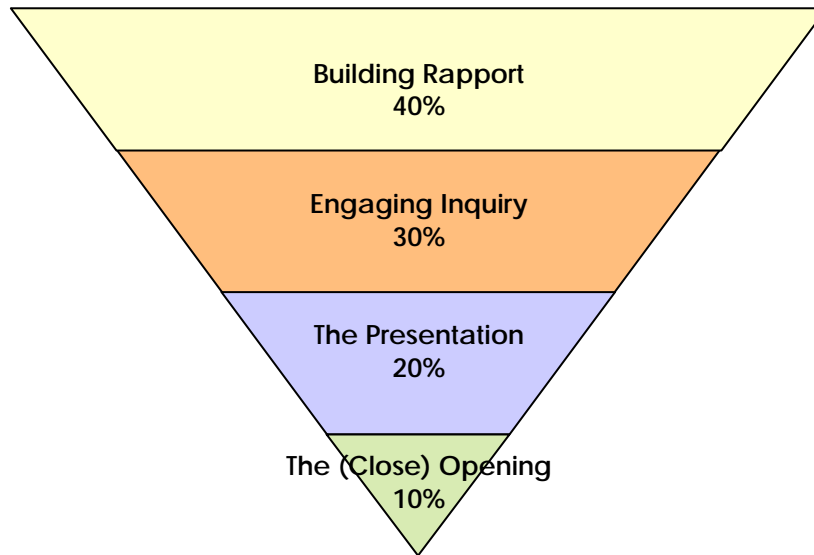 Building Rapport
40%
Engaging Inquiry
30%
The Presentation
20%
The (Close) Opening
10%